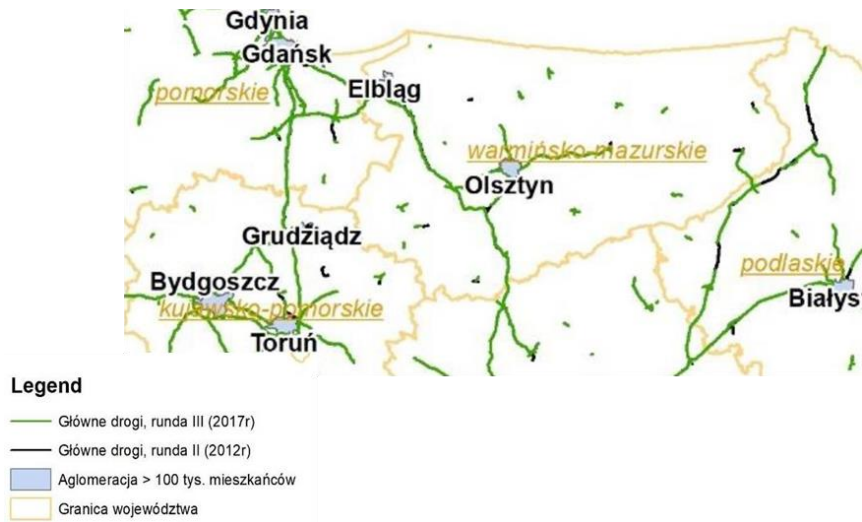 Gdynia
Gdańsk
pomorskie
Elbląg
warmińsko-mazurskie
Olsztyn
Grudziądz
podlaskie
Bydgoszcz
Białyst
kujawsko-pomorskie
Toruń
Legend
Główne drogi, runda III (2017r)
Główne drogi, runda II (2012r)
Aglomeracja > 100 tys. mieszkańców
Granica województwa